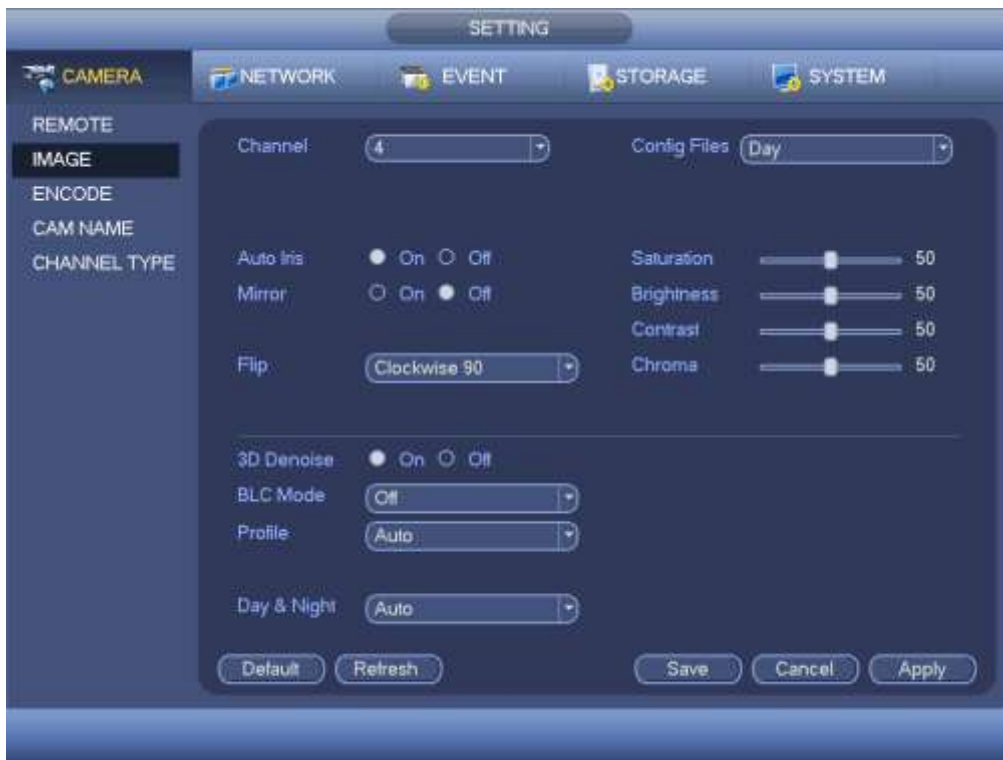 SETTING
CAMERA NETWORK EVENT STORAGE SYSTEM
REMOTE
IMAGE
ENCODE
CAM NAME
CHANNEL TYPE
Channel 4 Config Files Day
Auto Iris On Off Saturation 50
Mirror On Off Brightness 50
Contrast 50
Flip Clockwise 90 Chroma 50
3D Denoise On Off
BLC Mode Off
Profile Auto
Day & Night Auto
Default Refresh Save Cancel Apply